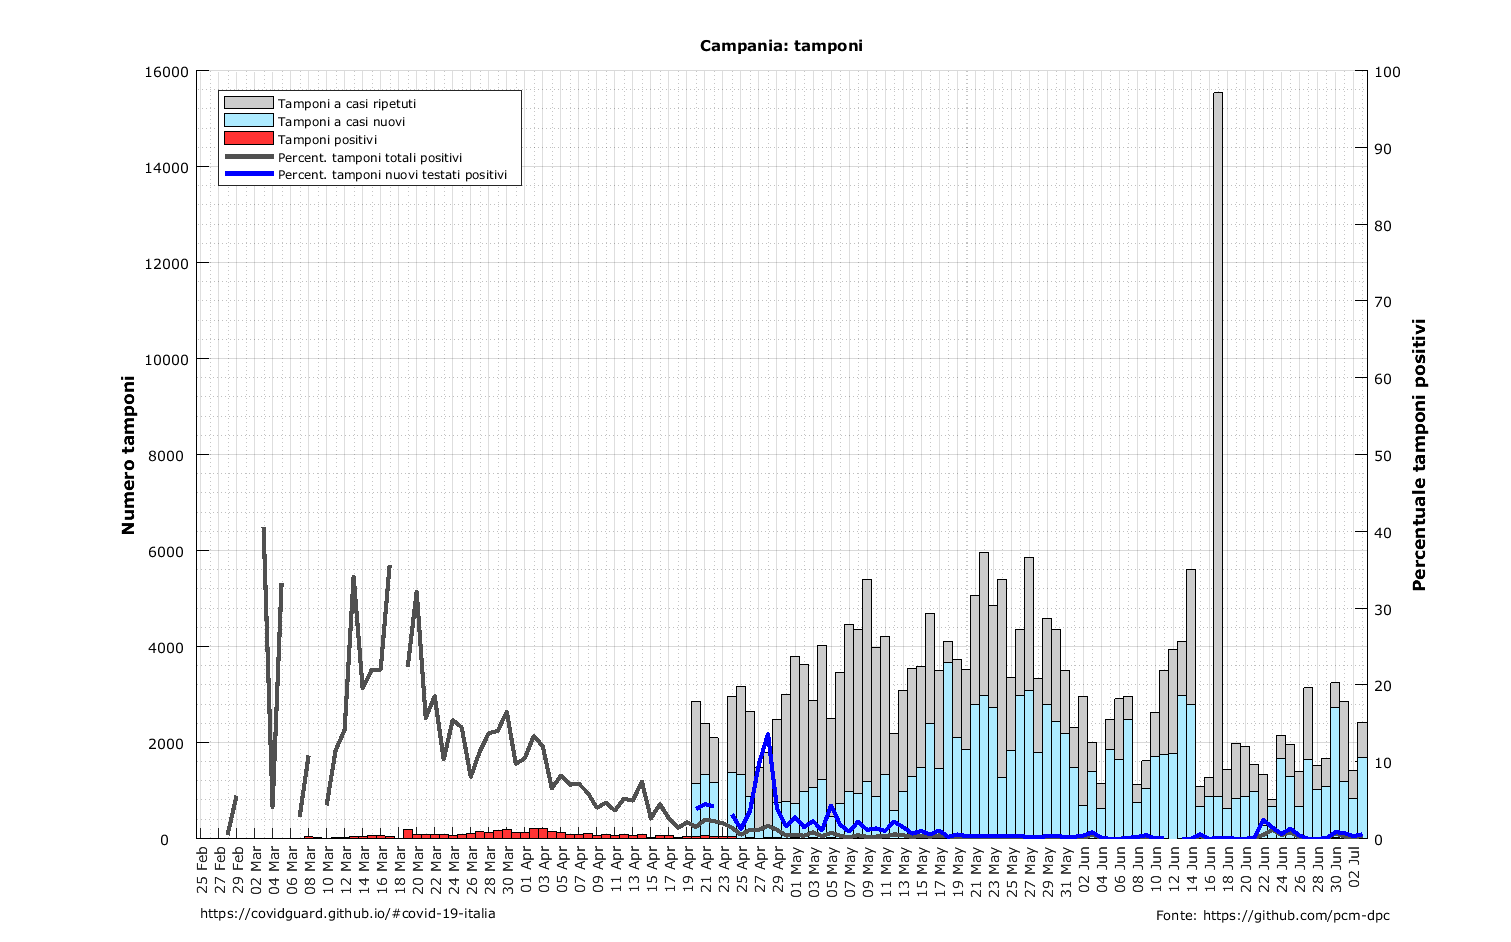 Campania: tamponi
Tamponi a casi ripetuti
Tamponi a casi nuovi
Tamponi positivi
Percent. tamponi totali positivi
Percent. tamponi nuovi testati positivi
Numero tamponi
16000
14000
12000
10000
8000
6000
4000
2000
0
Percentuale tamponi positivi
100
90
80
70
60
50
40
30
20
10
0
25 Feb
27 Feb
29 Feb
02 Mar
04 Mar
06 Mar
08 Mar
10 Mar
12 Mar
14 Mar
16 Mar
18 Mar
20 Mar
22 Mar
24 Mar
26 Mar
28 Mar
30 Mar
01 Apr
03 Apr
05 Apr
07 Apr
09 Apr
11 Apr
13 Apr
15 Apr
17 Apr
19 Apr
21 Apr
23 Apr
25 Apr
27 Apr
29 Apr
01 May
03 May
05 May
07 May
09 May
11 May
13 May
15 May
17 May
19 May
21 May
23 May
25 May
27 May
29 May
31 May
02 Jun
04 Jun
06 Jun
08 Jun
10 Jun
12 Jun
14 Jun
16 Jun
18 Jun
20 Jun
22 Jun
24 Jun
26 Jun
28 Jun
30 Jun
02 Jul
https://covidguard.github.io/#covid-19-italia
Fonte: https://github.com/pcm-dpc